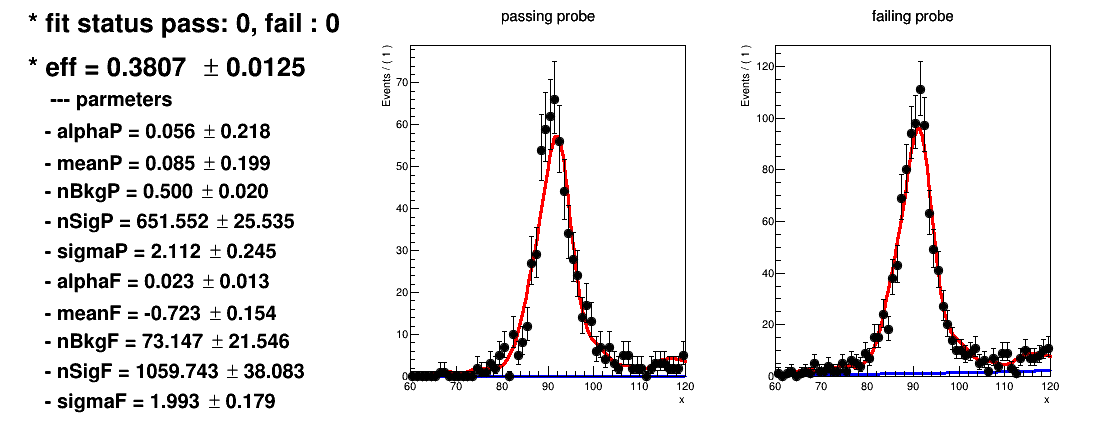 * fit status pass: 0, fail : 0
* eff = 0.3807 ± 0.0125
--- parmeters
- alphaP = 0.056 ± 0.218
- meanP = 0.085 ± 0.199
- nBkgP = 0.500 ± 0.020
- nSigP = 651.552 ± 25.535
- sigmaP = 2.112 ± 0.245
- alphaF = 0.023 ± 0.013
- meanF = -0.723 ± 0.154
- nBkgF = 73.147 ± 21.546
- nSigF = 1059.743 ± 38.083
- sigmaF = 1.993 ± 0.179
passing probe
Events / ( 1 )
70
60
50
40
30
20
10
0
60 70 80 90 100 110 120
x
failing probe
Events / ( 1 )
120
100
80
60
40
20
0
60 70 80 90 100 110 120
x